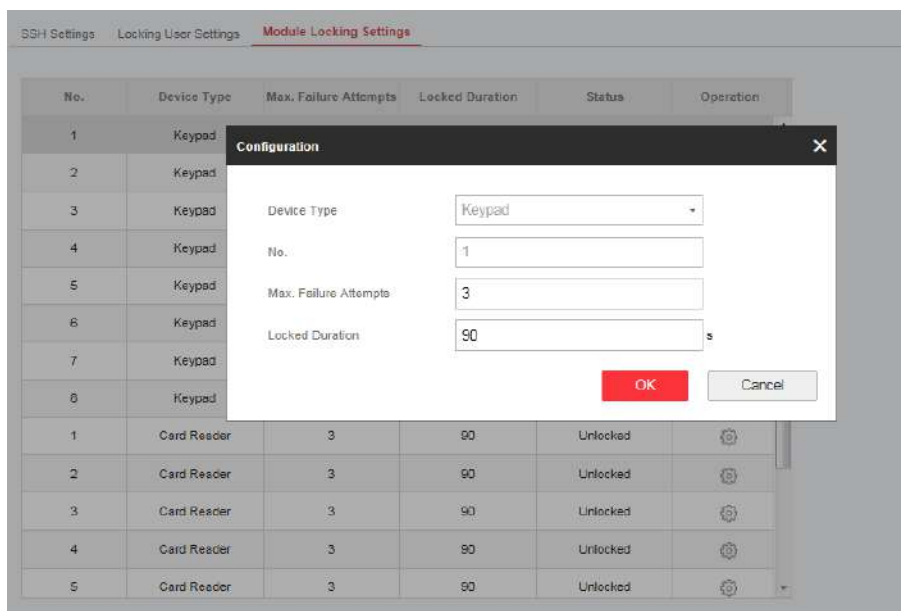 SSH Settings Locking User Settings Module Locking Settings
No. Device Type Max. Failure Attempts Locked Duration Status Operation
1 Keypad
Configuration
2 Keypad
3 Keypad
Device Type Keypad
4 Keypad
No. 1
5 Keypad
Max. Failure Attempts 3
6 Keypad
Locked Duration 90 s
7 Keypad
OK Cancel
8 Keypad
1 Card Reader 3 90 Unlocked
2 Card Reader 3 90 Unlocked
3 Card Reader 3 90 Unlocked
4 Card Reader 3 90 Unlocked
5 Card Reader 3 90 Unlocked